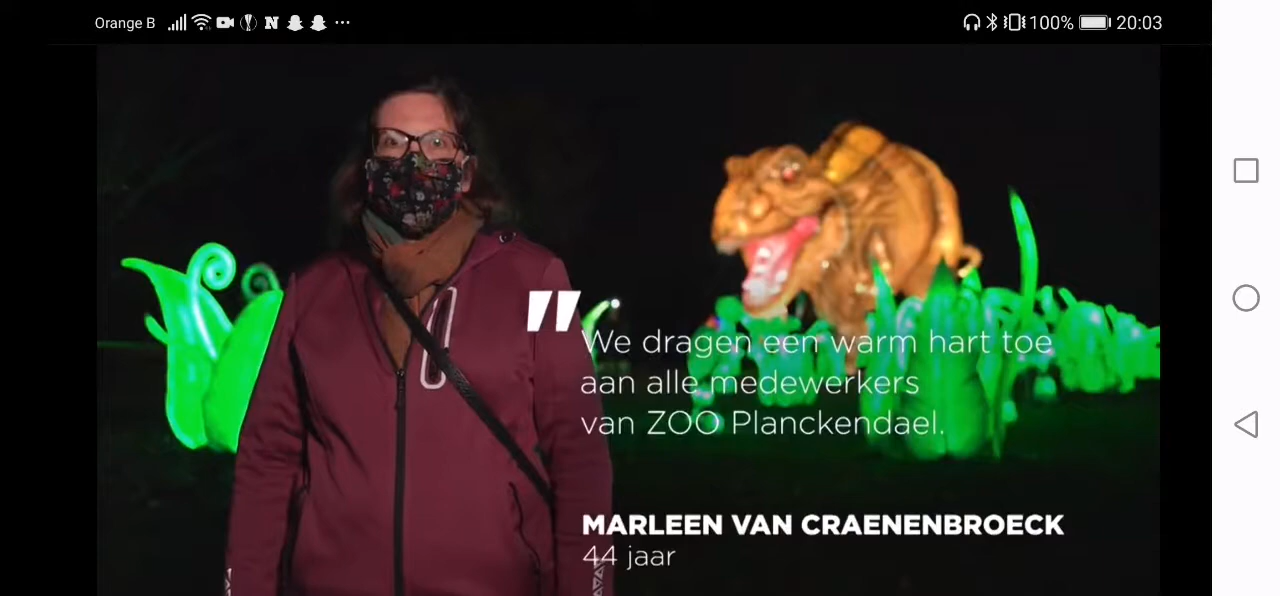 Orange B
100% 20:03
"
We dragen een warm hart toe
aan alle medewerkers
van ZOO Planckendael.
MARLEEN VAN CRAENENBROECK
44 jaar